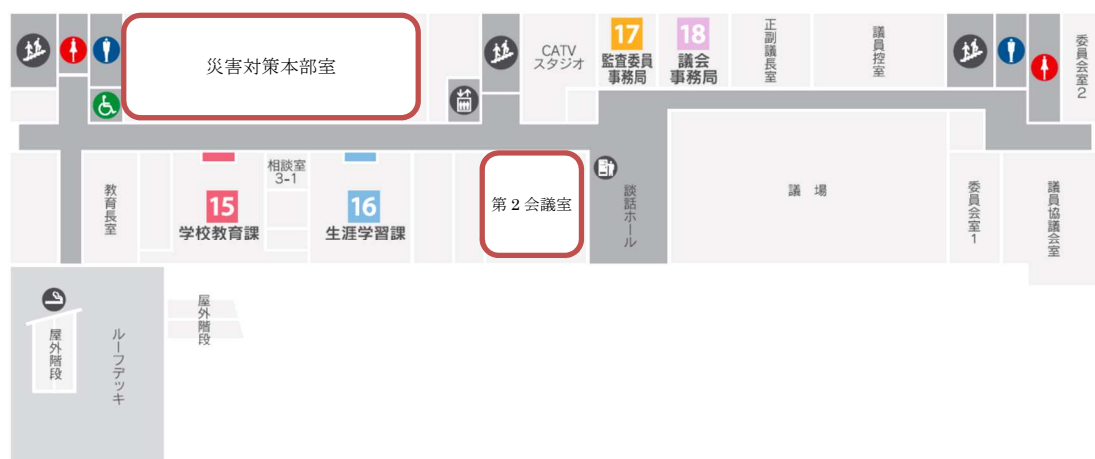 災害対策本部室
CATV
スタジオ
17
監査委員
事務局
18
議会
事務局
正副議長室
議員控室
委員会室2
教育長室
15
学校教育課
相談室
3-1
16
生涯学習課
第2会議室
談話ホール
議場
委員会室1
議員協議会室
屋外階段
ルーフデッキ
屋外階段